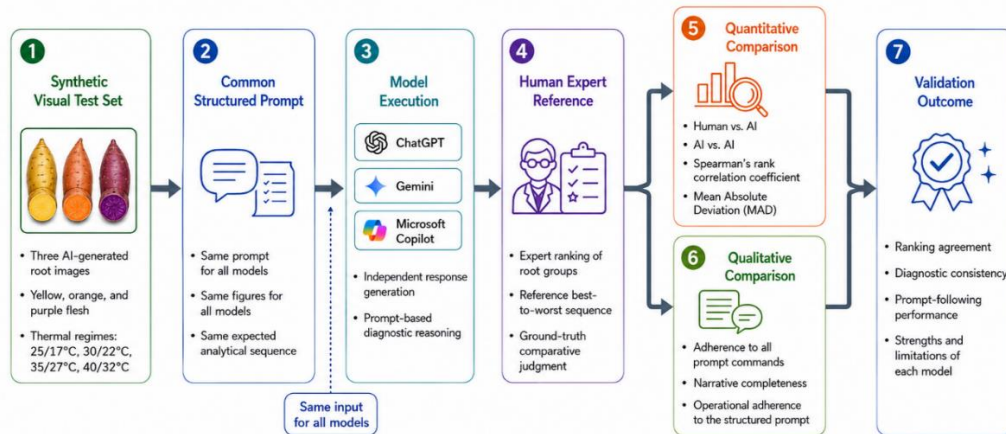 1
Synthetic
Visual Test Set
• Three AI-generated
root images
• Yellow, orange, and
purple flesh
• Thermal regimes:
25/17°C, 30/22°C,
35/27°C, 40/32°C
2
Common
Structured Prompt
• Same prompt
for all models
• Same figures for
all models
• Same expected
analytical sequence
Same input
for all models
3
Model
Execution
ChatGPT
Gemini
Microsoft
Copilot
• Independent response
generation
• Prompt-based
diagnostic reasoning
4
Human Expert
Reference
• Expert ranking of
root groups
• Reference best-
to-worst sequence
• Ground-truth
comparative
judgment
5
Quantitative
Comparison
• Human vs. AI
• AI vs. AI
• Spearman's rank
correlation coefficient
• Mean Absolute
Deviation (MAD)
6
Qualitative
Comparison
• Adherence to all
prompt commands
• Narrative completeness
• Operational adherence
to the structured prompt
7
Validation
Outcome
• Ranking agreement
• Diagnostic consistency
• Prompt-following
performance
• Strengths and
limitations of
each model